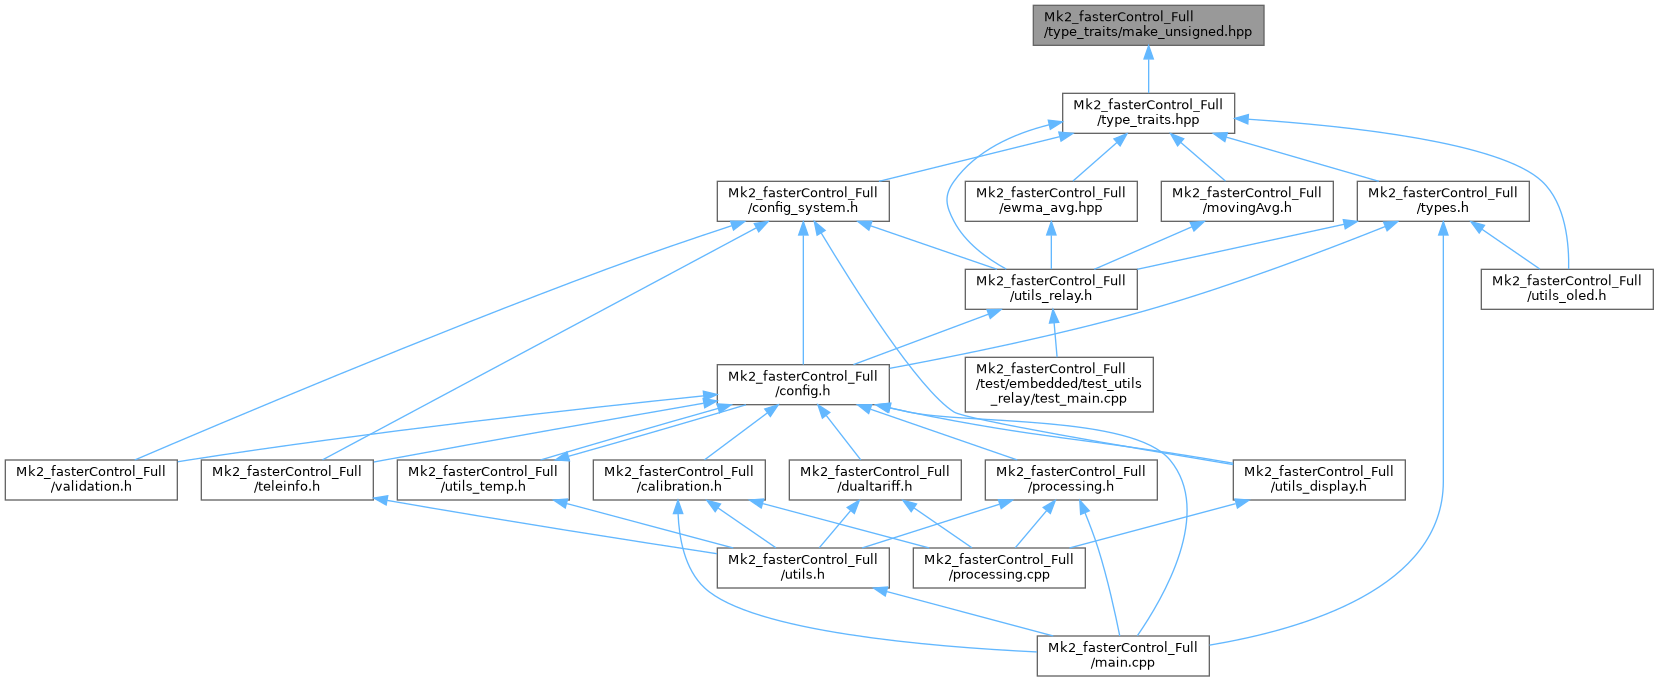 Mk2_fasterControl_Full
/type_traits/make_unsigned.hpp
Mk2_fasterControl_Full
/type_traits.hpp
Mk2_fasterControl_Full
/config_system.h
Mk2_fasterControl_Full
/ewma_avg.hpp
Mk2_fasterControl_Full
/movingAvg.h
Mk2_fasterControl_Full
/types.h
Mk2_fasterControl_Full
/utils_relay.h
Mk2_fasterControl_Full
/utils_oled.h
Mk2_fasterControl_Full
/config.h
Mk2_fasterControl_Full
/test/embedded/test_utils
_relay/test_main.cpp
Mk2_fasterControl_Full
/validation.h
Mk2_fasterControl_Full
/teleinfo.h
Mk2_fasterControl_Full
/utils_temp.h
Mk2_fasterControl_Full
/calibration.h
Mk2_fasterControl_Full
/dualtariff.h
Mk2_fasterControl_Full
/processing.h
Mk2_fasterControl_Full
/utils_display.h
Mk2_fasterControl_Full
/utils.h
Mk2_fasterControl_Full
/processing.cpp
Mk2_fasterControl_Full
/main.cpp